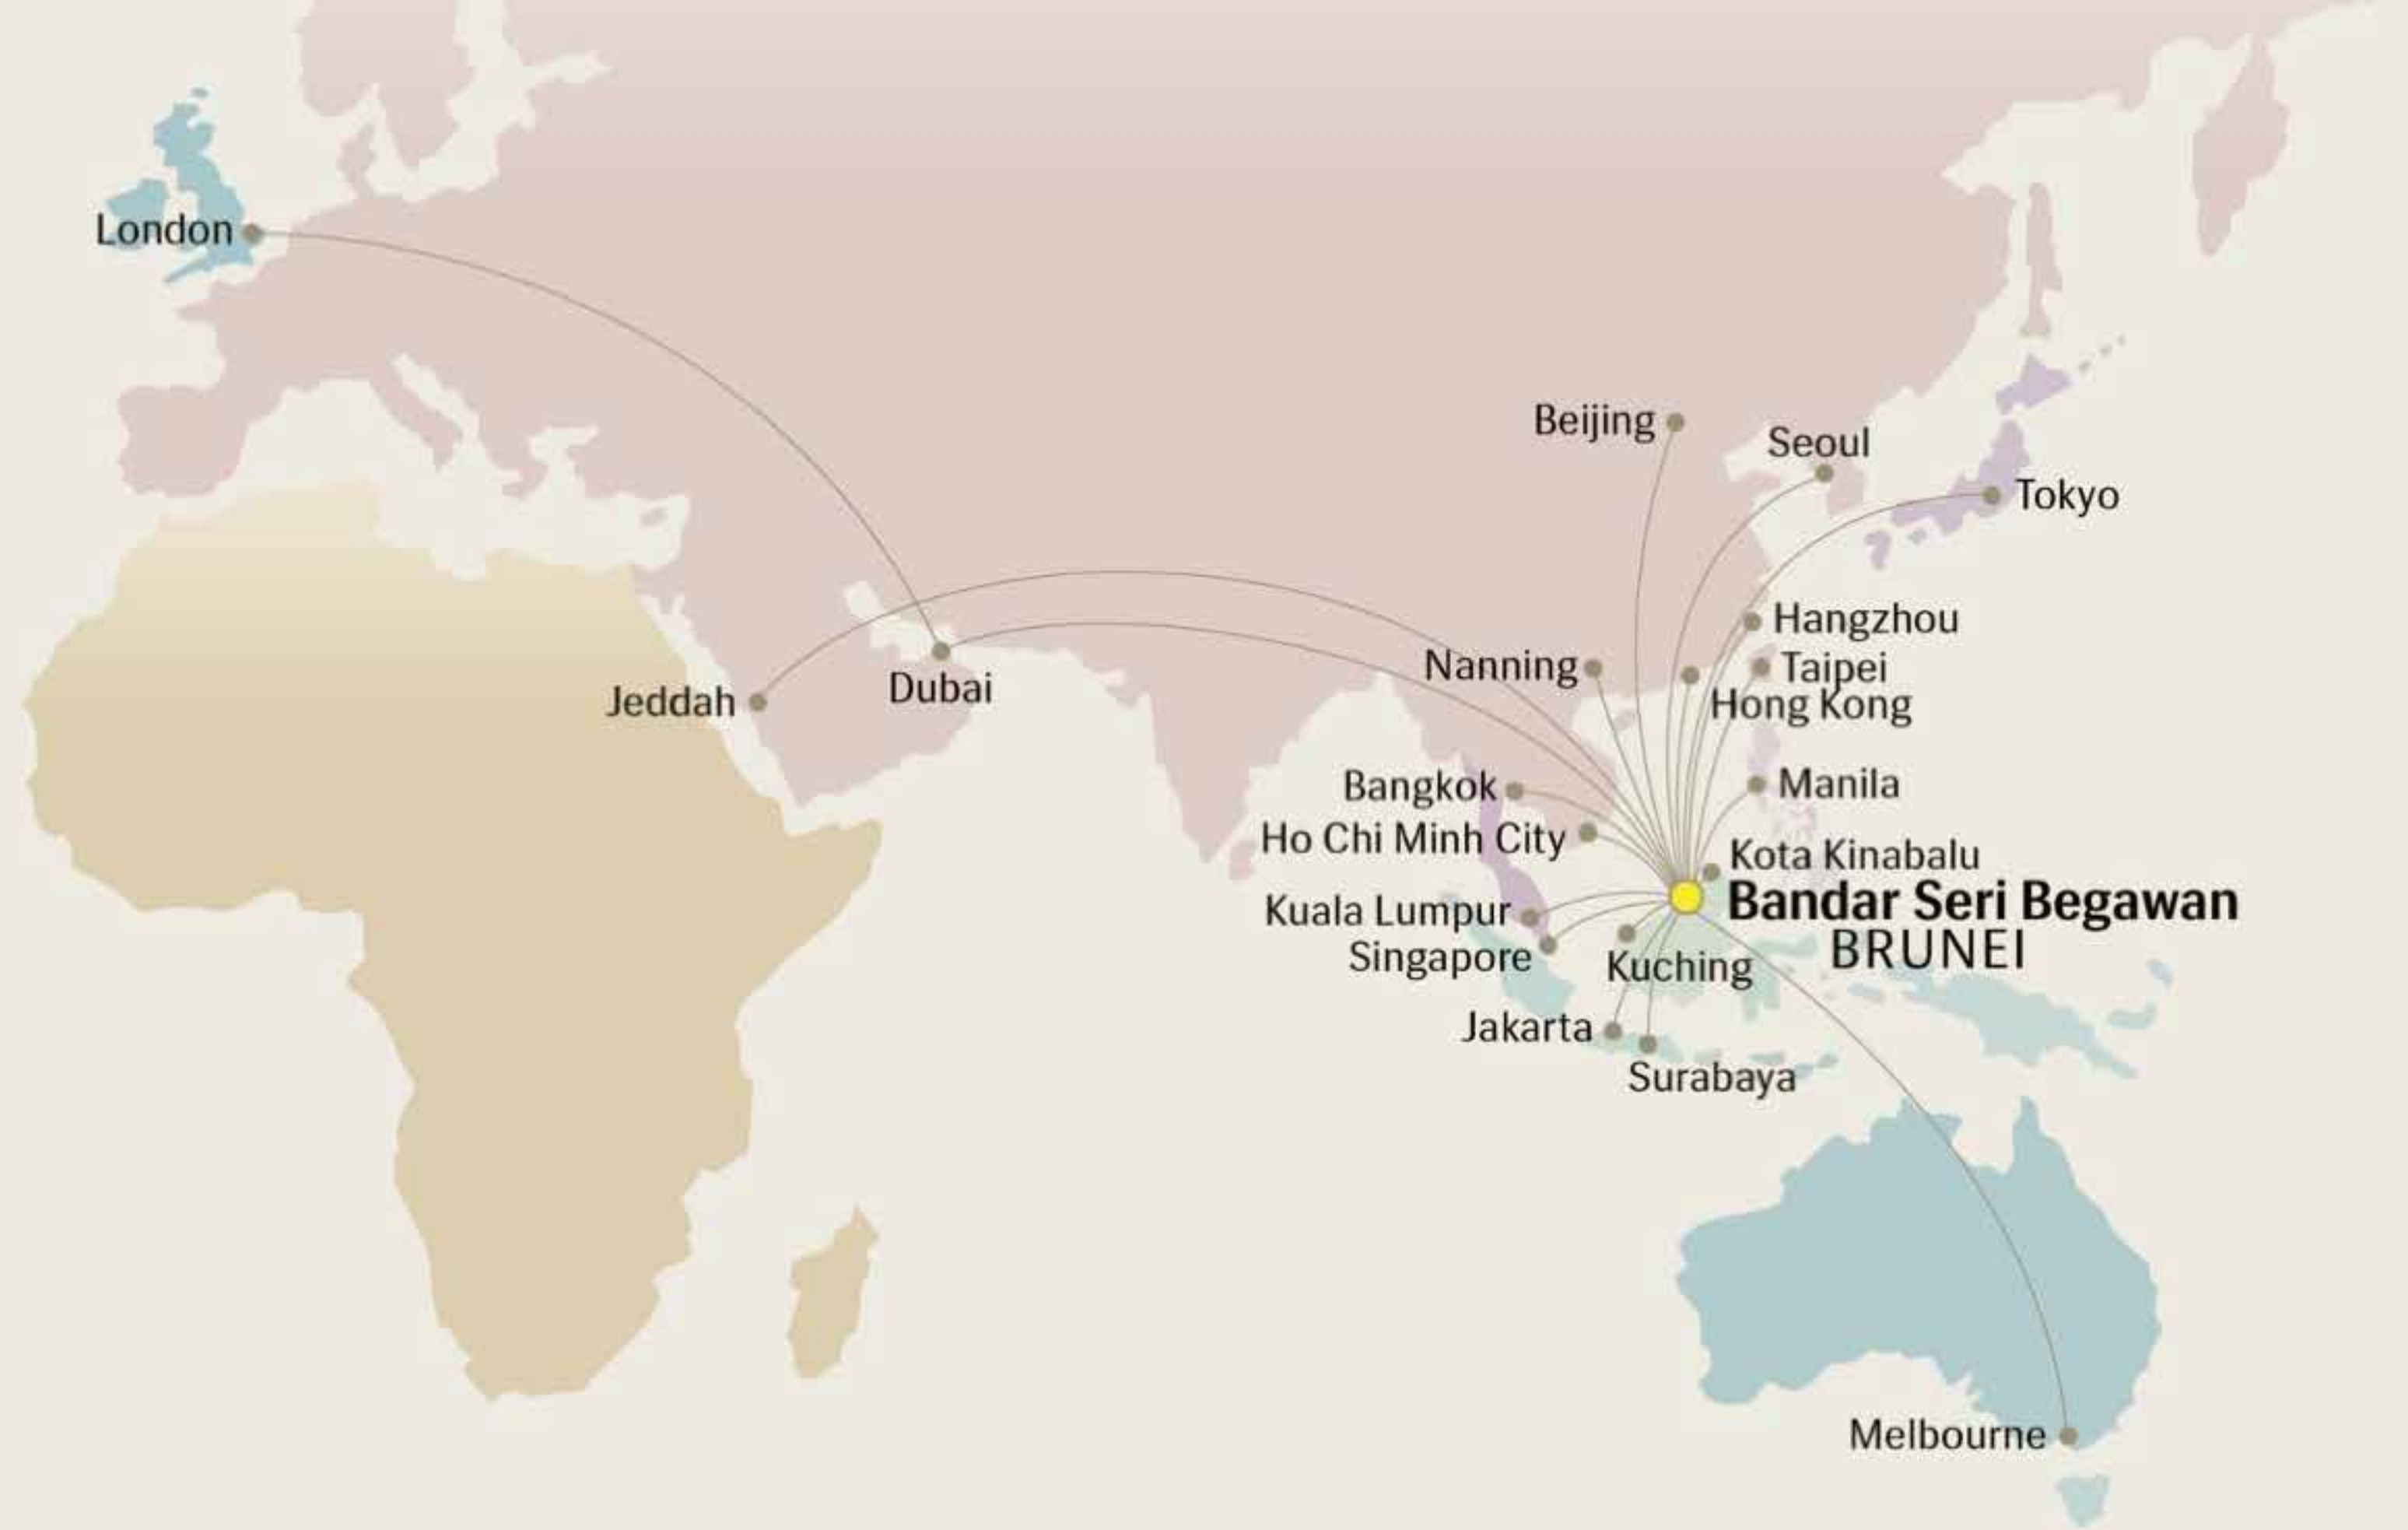 London
Beijing
Seoul
Tokyo
Hangzhou
Nanning
Taipei
Jeddah
Dubai
Hong Kong
Bangkok
Manila
Ho Chi Minh City
Kota Kinabalu
Kuala Lumpur
Bandar Seri Begawan
BRUNEI
Singapore
Kuching
Jakarta
Surabaya
Melbourne